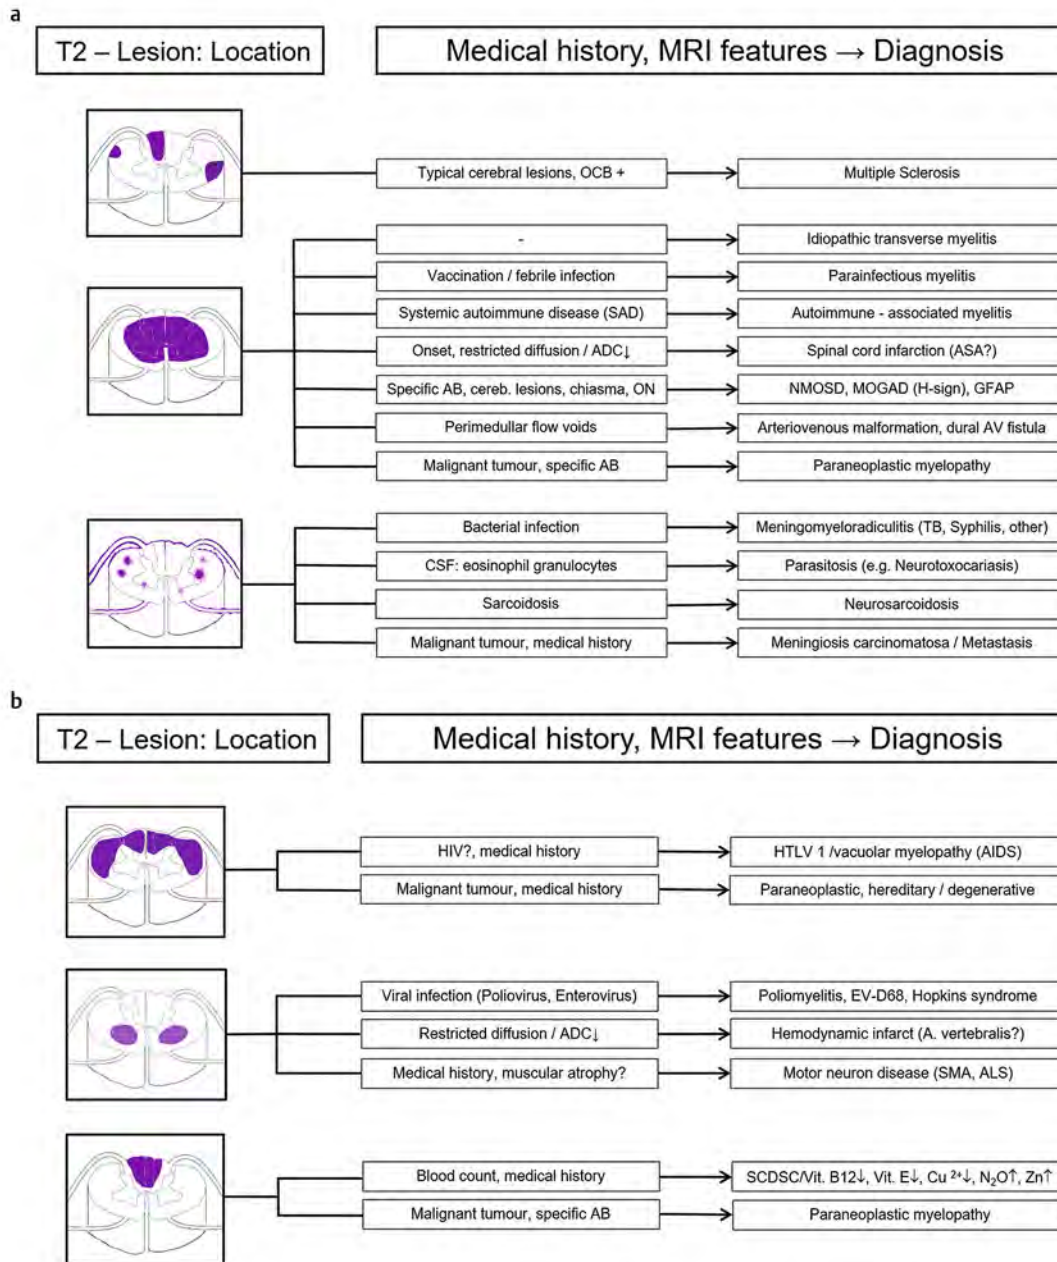 a
T2 – Lesion: Location
Medical history, MRI features → Diagnosis
Typical cerebral lesions, OCB +
Multiple Sclerosis
-
Idiopathic transverse myelitis
Vaccination / febrile infection
Parainfectious myelitis
Systemic autoimmune disease (SAD)
Autoimmune - associated myelitis
Onset, restricted diffusion / ADC↓
Spinal cord infarction (ASA?)
Specific AB, cereb. lesions, chiasma, ON
NMOSD, MOGAD (H-sign), GFAP
Perimedullar flow voids
Arteriovenous malformation, dural AV fistula
Malignant tumour, specific AB
Paraneoplastic myelopathy
Bacterial infection
Meningomyeloradiculitis (TB, Syphilis, other)
CSF: eosinophil granulocytes
Parasitosis (e.g. Neurotoxocariasis)
Sarcoidosis
Neurosarcoidosis
Malignant tumour, medical history
Meningiosis carcinomatosa / Metastasis
b
T2 – Lesion: Location
Medical history, MRI features → Diagnosis
HIV?, medical history
HTLV 1 /vacuolar myelopathy (AIDS)
Malignant tumour, medical history
Paraneoplastic, hereditary / degenerative
Viral infection (Poliovirus, Enterovirus)
Poliomyelitis, EV-D68, Hopkins syndrome
Restricted diffusion / ADC↓
Hemodynamic infarct (A. vertebralis?)
Medical history, muscular atrophy?
Motor neuron disease (SMA, ALS)
Blood count, medical history
SCDSC/Vit. B12↓, Vit. E↓, Cu ²⁺↓, N₂O↑, Zn↑
Malignant tumour, specific AB
Paraneoplastic myelopathy